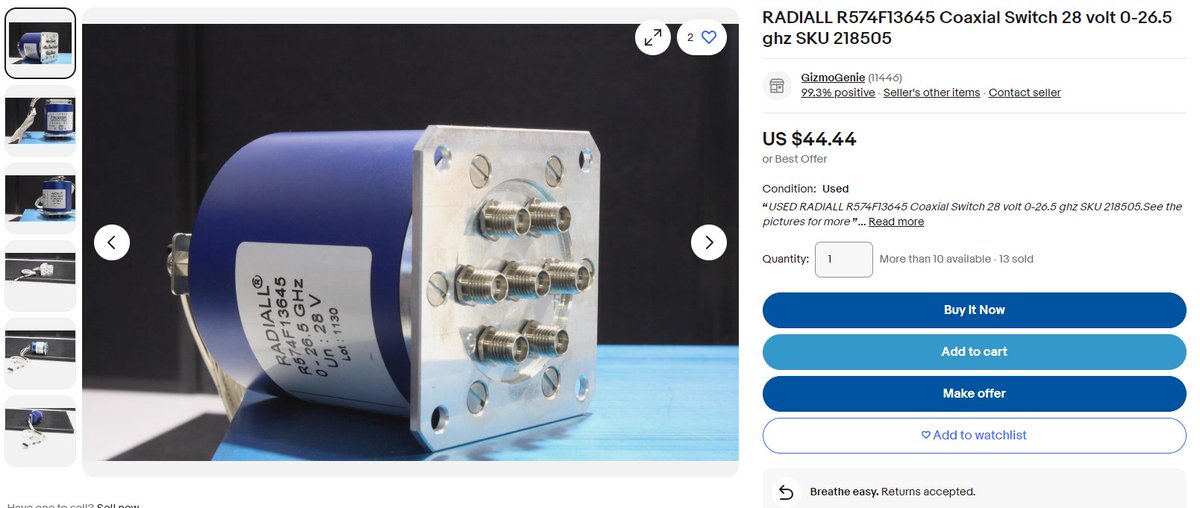 RADIALL R574F13645 Coaxial Switch 28 volt 0-26.5
ghz SKU 218505
GizmoGenie (11446)
99.3% positive · Seller's other items · Contact seller
US $44.44
or Best Offer
Condition: Used
“USED RADIALL R574F13645 Coaxial Switch 28 volt 0-26.5 ghz SKU 218505.See the
pictures for more”... Read more
Quantity: 1 More than 10 available · 13 sold
Buy It Now
Add to cart
Make offer
Add to watchlist
Breathe easy. Returns accepted.
2
RADIALL®
R574F13645
0 - 26.5 GHz
Un : 28 V
Lot : 1130
Have one to sell? Sell now